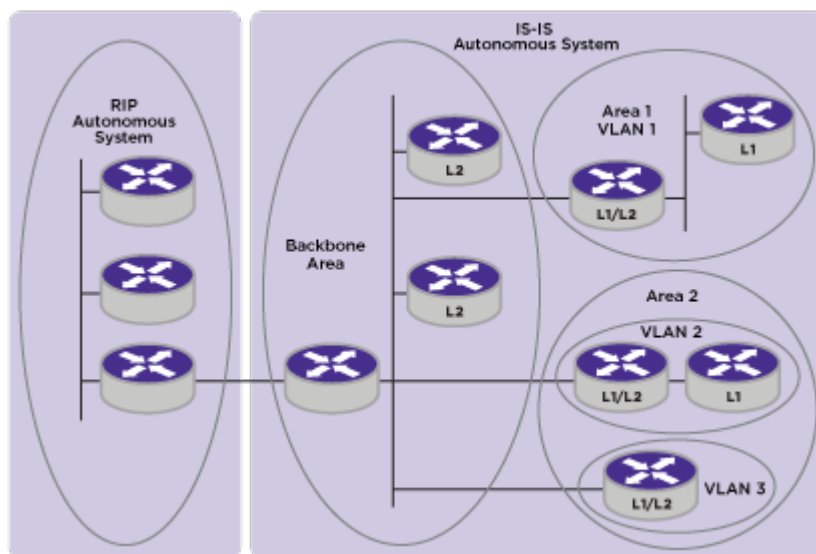 IS-IS
Autonomous System
RIP
Autonomous
System
Area 1
VLAN 1
L1
L2
L1/L2
Backbone
Area
L2
Area 2
VLAN 2
L1/L2
L1
VLAN 3
L1/L2